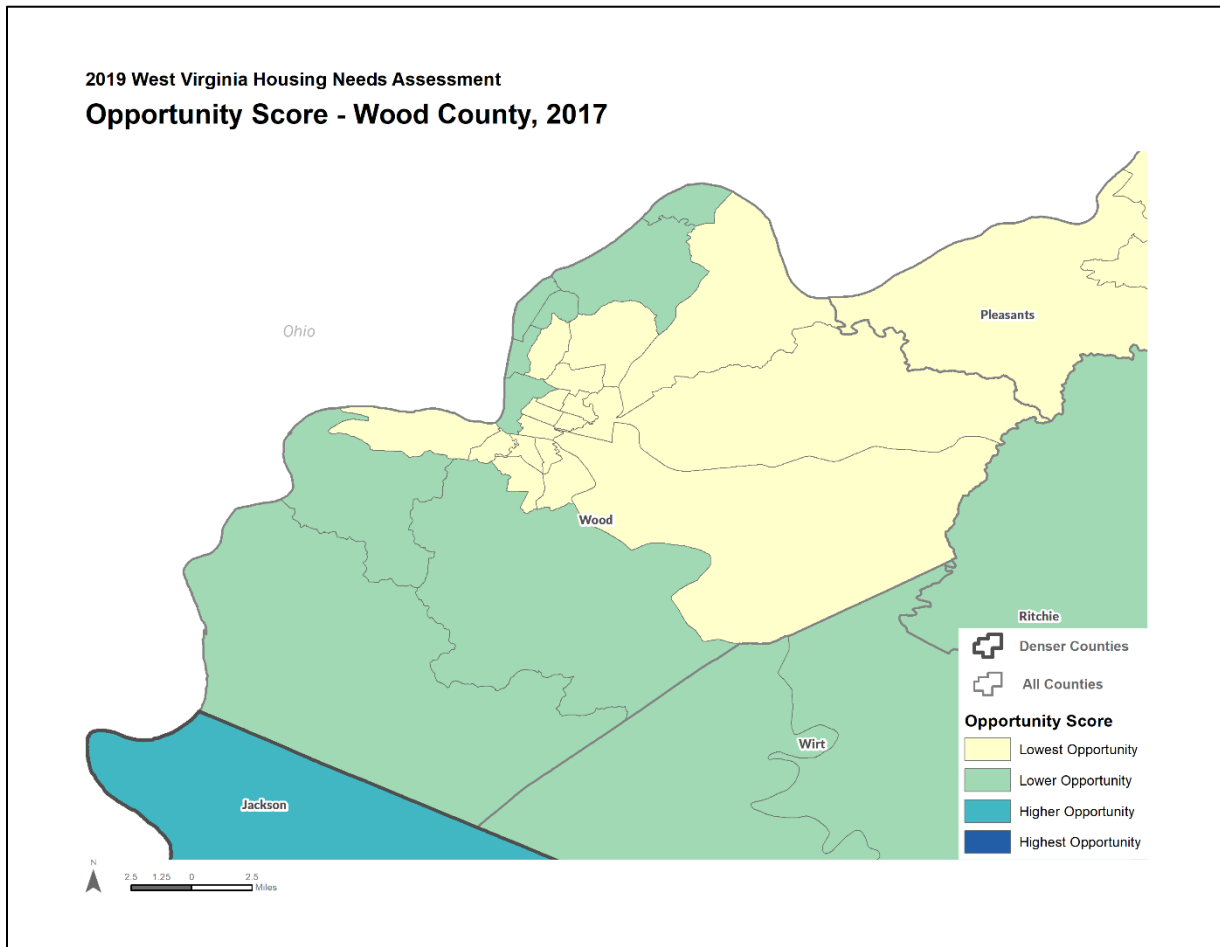 2019 West Virginia Housing Needs Assessment
Opportunity Score - Wood County, 2017
Ohio
Pleasants
Wood
Ritchie
Wirt
Jackson
Denser Counties
All Counties
Opportunity Score
Lowest Opportunity
Lower Opportunity
Higher Opportunity
Highest Opportunity
N
2.5 1.25 0 2.5
Miles